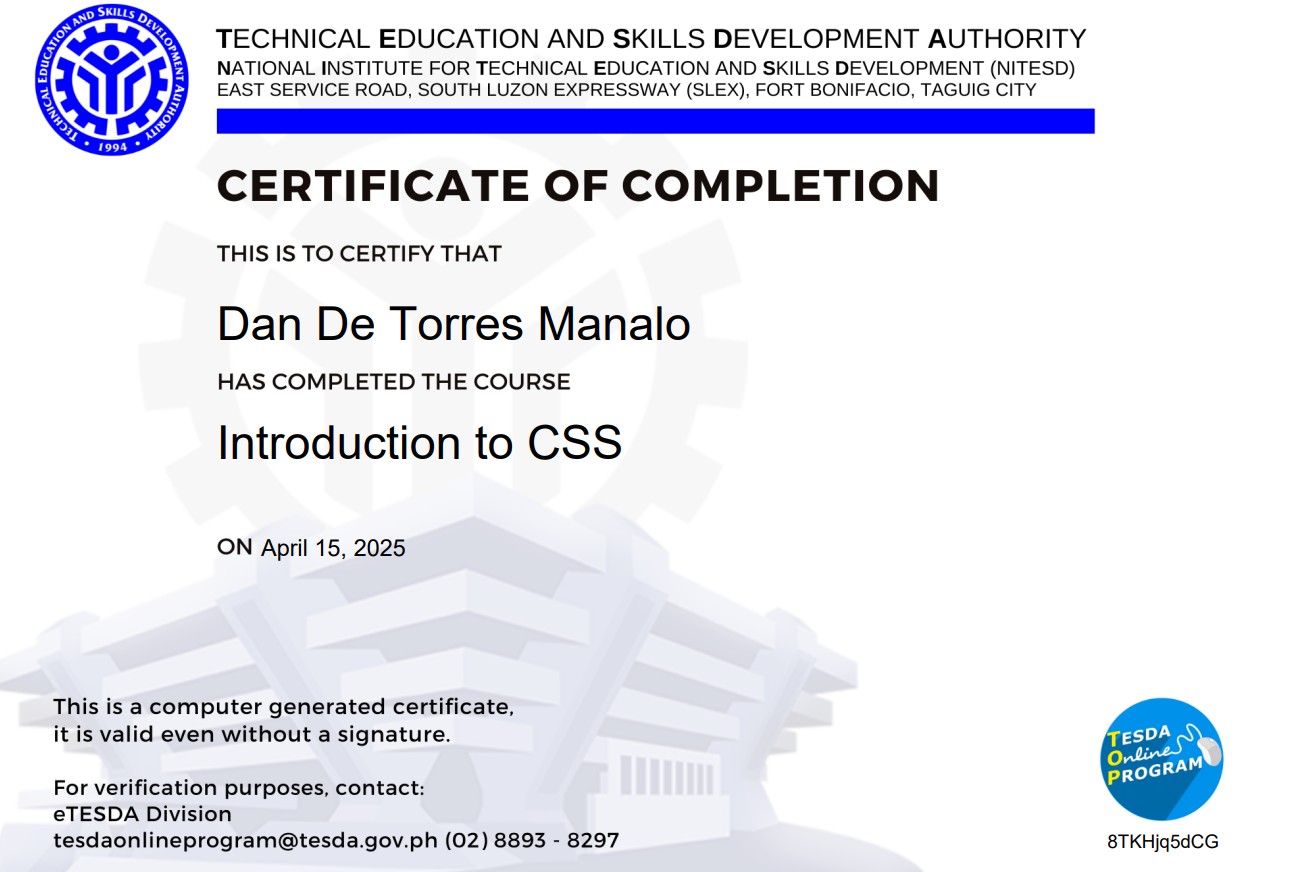 TECHNICAL EDUCATION AND SKILLS DEVELOPMENT AUTHORITY
• 1994 •
TECHNICAL EDUCATION AND SKILLS DEVELOPMENT AUTHORITY
NATIONAL INSTITUTE FOR TECHNICAL EDUCATION AND SKILLS DEVELOPMENT (NITESD)
EAST SERVICE ROAD, SOUTH LUZON EXPRESSWAY (SLEX), FORT BONIFACIO, TAGUIG CITY
CERTIFICATE OF COMPLETION
THIS IS TO CERTIFY THAT
Dan De Torres Manalo
HAS COMPLETED THE COURSE
Introduction to CSS
ON April 15, 2025
This is a computer generated certificate,
it is valid even without a signature.
For verification purposes, contact:
eTESDA Division
tesdaonlineprogram@tesda.gov.ph (02) 8893 - 8297
TESDA
Online
PROGRAM
8TKHjq5dCG